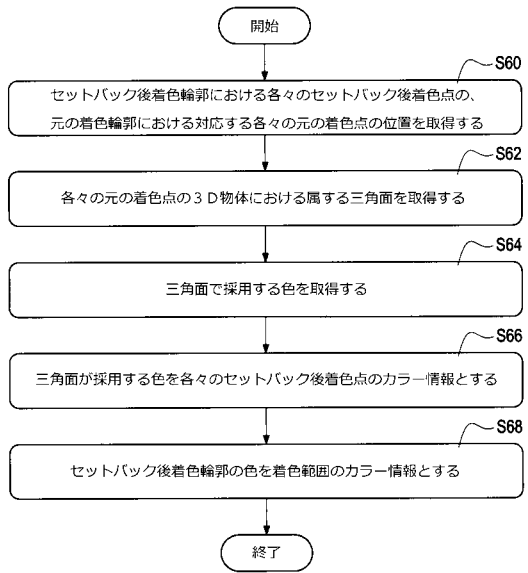 開始
S60
セットバック後着色輪郭における各々のセットバック後着色点の、
元の着色輪郭における対応する各々の元の着色点の位置を取得する
S62
各々の元の着色点の3D物体における属する三角面を取得する
S64
三角面で採用する色を取得する
S66
三角面が採用する色を各々のセットバック後着色点のカラー情報とする
S68
セットバック後着色輪郭の色を着色範囲のカラー情報とする
終了